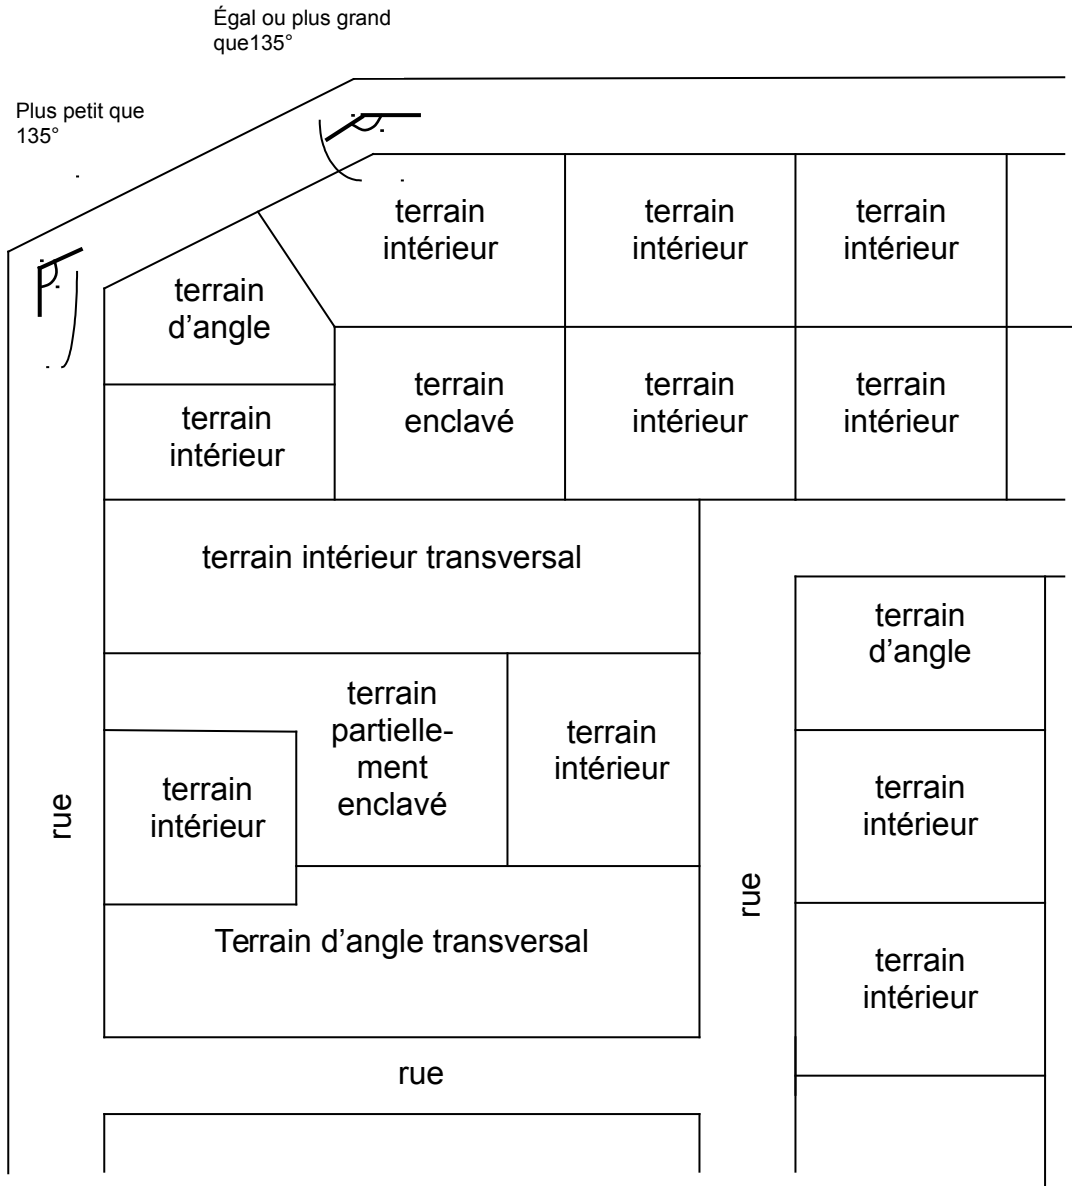 Égal ou plus grand
que135°
Plus petit que
135°
terrain
intérieur
terrain
intérieur
terrain
intérieur
terrain
d'angle
terrain
enclavé
terrain
intérieur
terrain
intérieur
terrain
intérieur
terrain intérieur transversal
terrain
d'angle
terrain
partielle-
ment
enclavé
terrain
intérieur
terrain
intérieur
terrain
intérieur
rue
rue
Terrain d'angle transversal
terrain
intérieur
rue